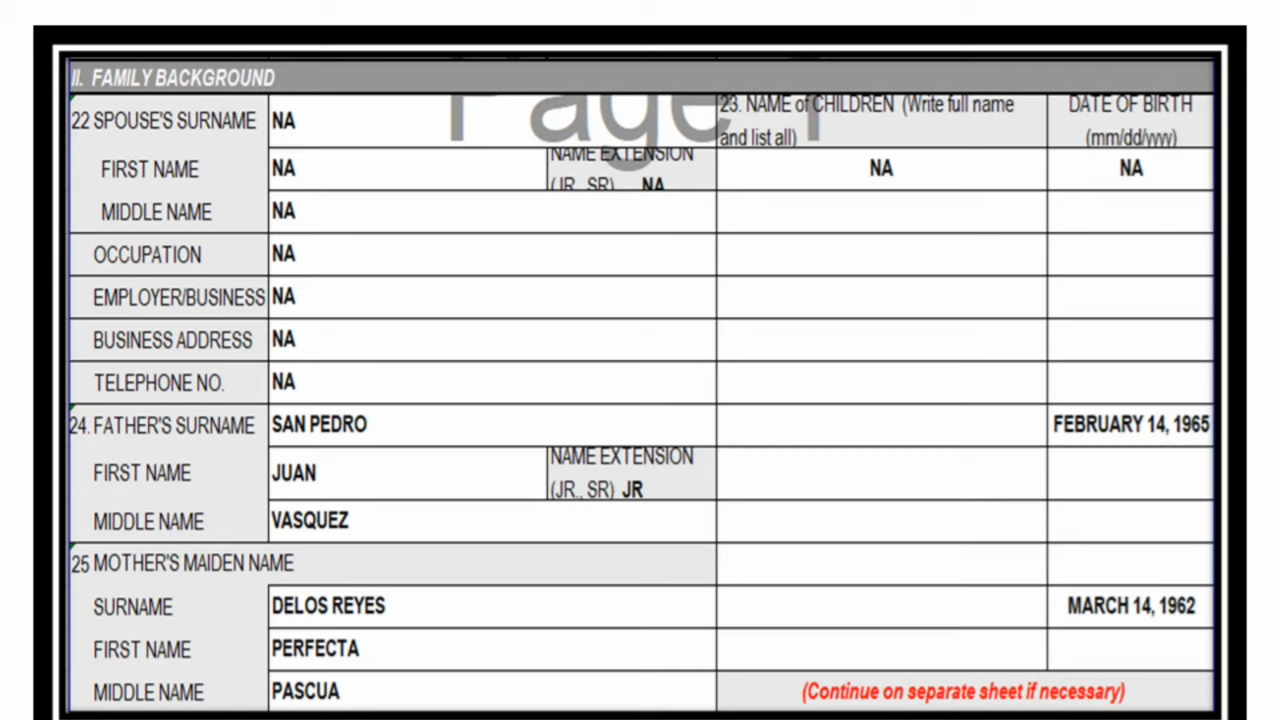 II. FAMILY BACKGROUND
Page 1
22 SPOUSE'S SURNAME NA 23. NAME of CHILDREN (Write full name and list all) DATE OF BIRTH (mm/dd/yyyy)
FIRST NAME NA NAME EXTENSION (JR., SR) NA NA NA
MIDDLE NAME NA
OCCUPATION NA
EMPLOYER/BUSINESS NA
BUSINESS ADDRESS NA
TELEPHONE NO. NA
24. FATHER'S SURNAME SAN PEDRO FEBRUARY 14, 1965
FIRST NAME JUAN NAME EXTENSION (JR., SR) JR
MIDDLE NAME VASQUEZ
25 MOTHER'S MAIDEN NAME
SURNAME DELOS REYES MARCH 14, 1962
FIRST NAME PERFECTA
MIDDLE NAME PASCUA (Continue on separate sheet if necessary)